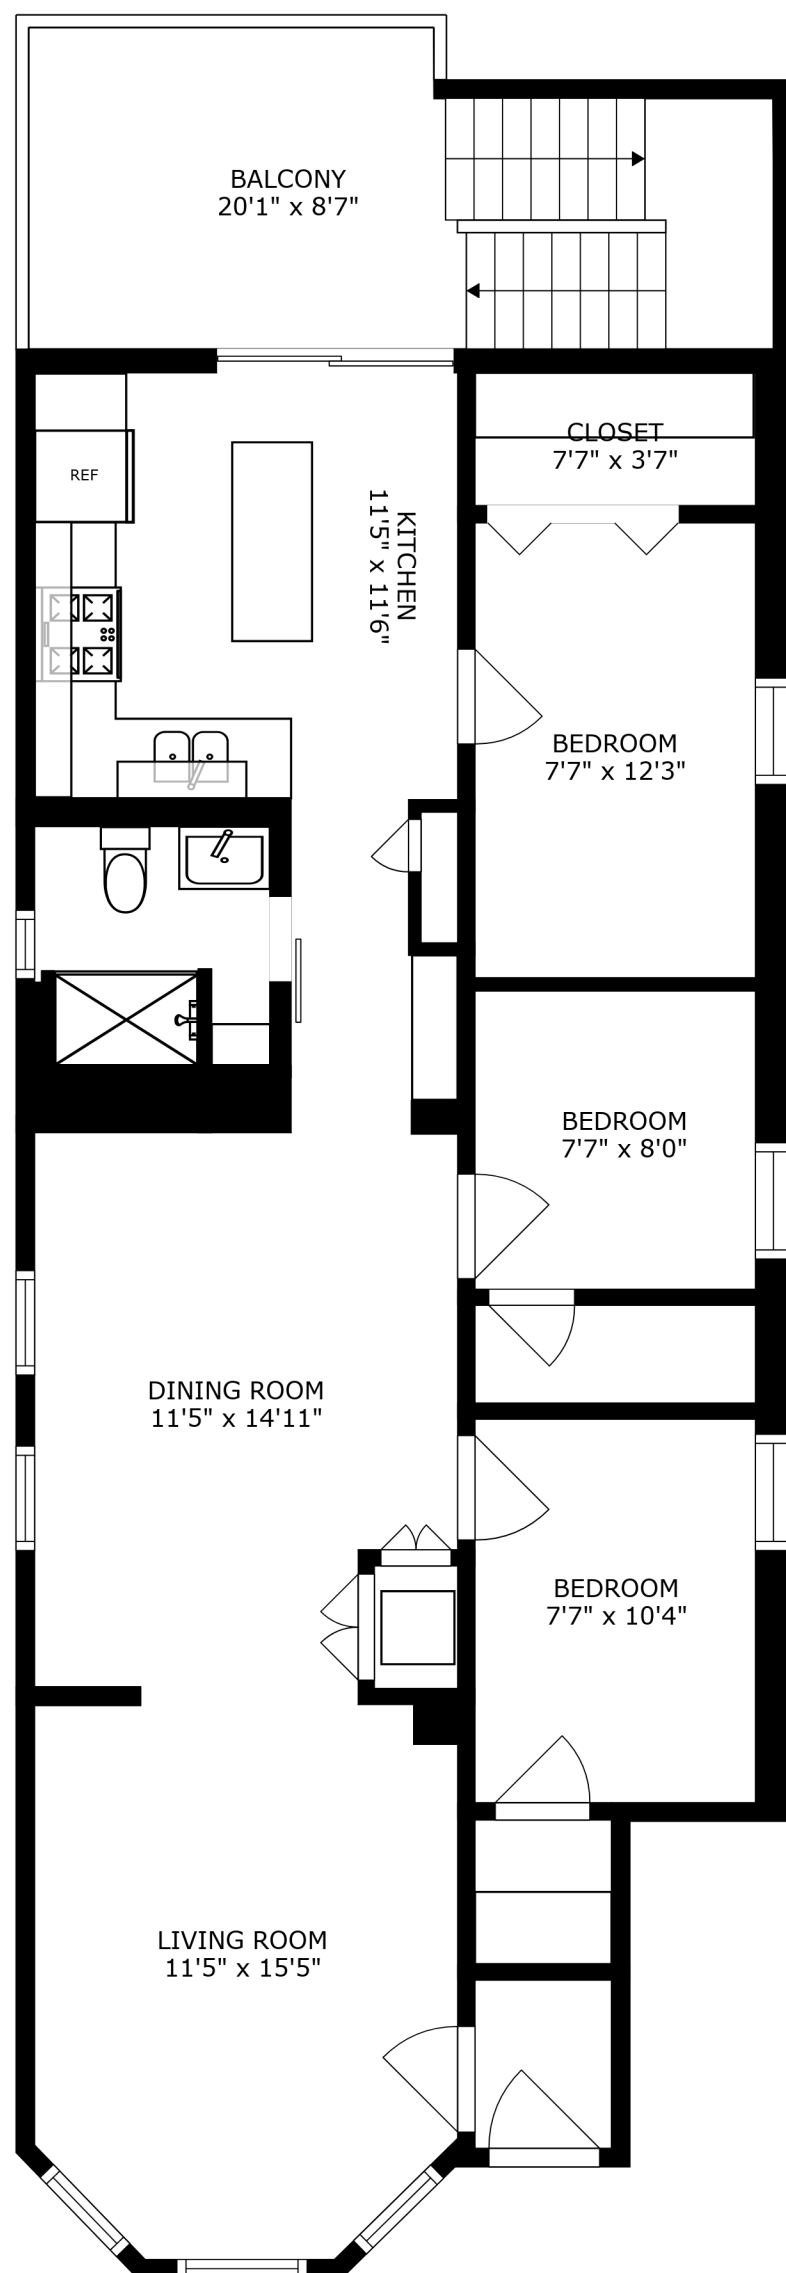 BALCONY
20'1" x 8'7"
CLOSET
7'7" x 3'7"
REF
KITCHEN
11'5" x 11'6"
BEDROOM
7'7" x 12'3"
BEDROOM
7'7" x 8'0"
DINING ROOM
11'5" x 14'11"
BEDROOM
7'7" x 10'4"
LIVING ROOM
11'5" x 15'5"